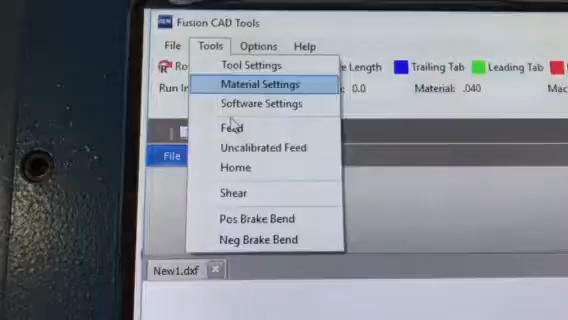 GEN Fusion CAD Tools
File Tools Options Help
Tool Settings
Length Trailing Tab Leading Tab
Material Settings
Run In 0.0 Material: .040 Mac
Software Settings
Feed
Uncalibrated Feed
File
Home
Shear
Pos Brake Bend
Neg Brake Bend
New1.dxf